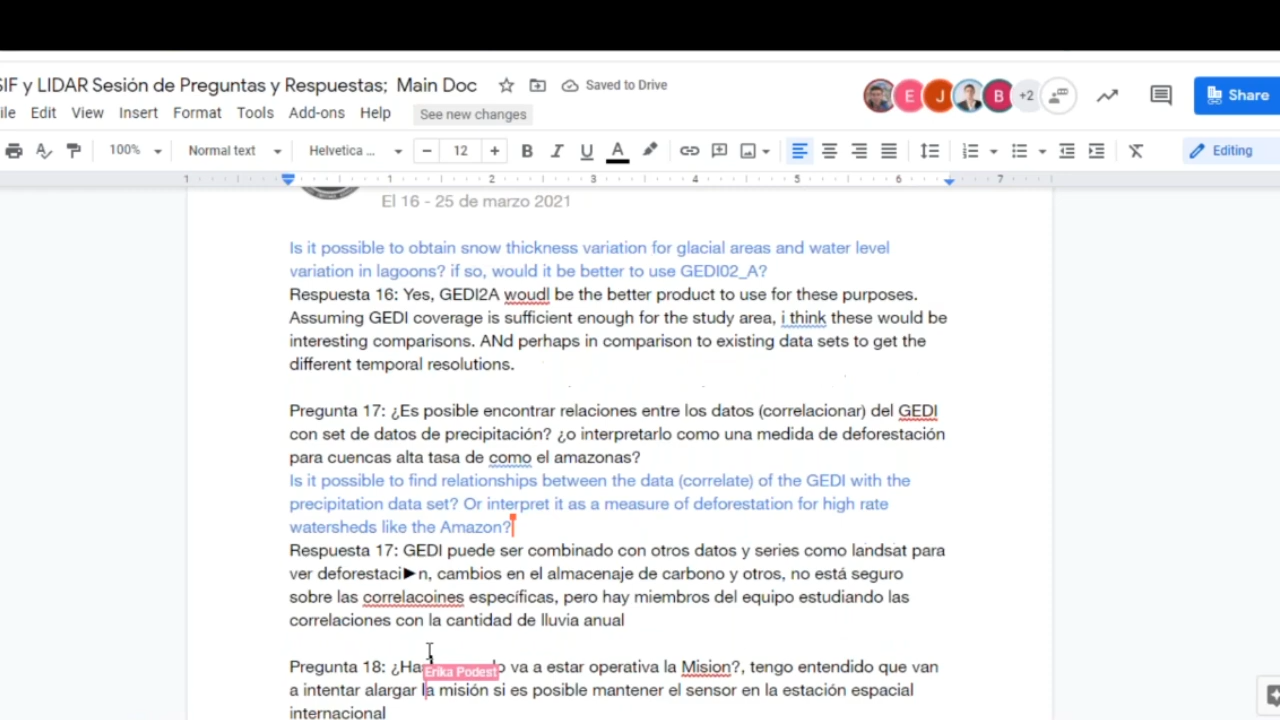 SIF y LIDAR Sesión de Preguntas y Respuestas; Main Doc Saved to Drive
E J B +2 Share
ile Edit View Insert Format Tools Add-ons Help See new changes
100% Normal text Helvetica ... 12 B I U A Editing
1 1 2 3 4 5 6 7
El 16 - 25 de marzo 2021
Is it possible to obtain snow thickness variation for glacial areas and water level
variation in lagoons? if so, would it be better to use GEDI02_A?
Respuesta 16: Yes, GEDI2A woudl be the better product to use for these purposes.
Assuming GEDI coverage is sufficient enough for the study area, i think these would be
interesting comparisons. ANd perhaps in comparison to existing data sets to get the
different temporal resolutions.
Pregunta 17: ¿Es posible encontrar relaciones entre los datos (correlacionar) del GEDI
con set de datos de precipitación? ¿o interpretarlo como una medida de deforestación
para cuencas alta tasa de como el amazonas?
Is it possible to find relationships between the data (correlate) of the GEDI with the
precipitation data set? Or interpret it as a measure of deforestation for high rate
watersheds like the Amazon?
Respuesta 17: GEDI puede ser combinado con otros datos y series como landsat para
ver deforestaci►n, cambios en el almacenaje de carbono y otros, no está seguro
sobre las correlacoines específicas, pero hay miembros del equipo estudiando las
correlaciones con la cantidad de lluvia anual
Pregunta 18: va a estar operativa la Mision?, tengo entendido que van
Erika Podest
a intentar alargar la misión si es posible mantener el sensor en la estación espacial
internacional